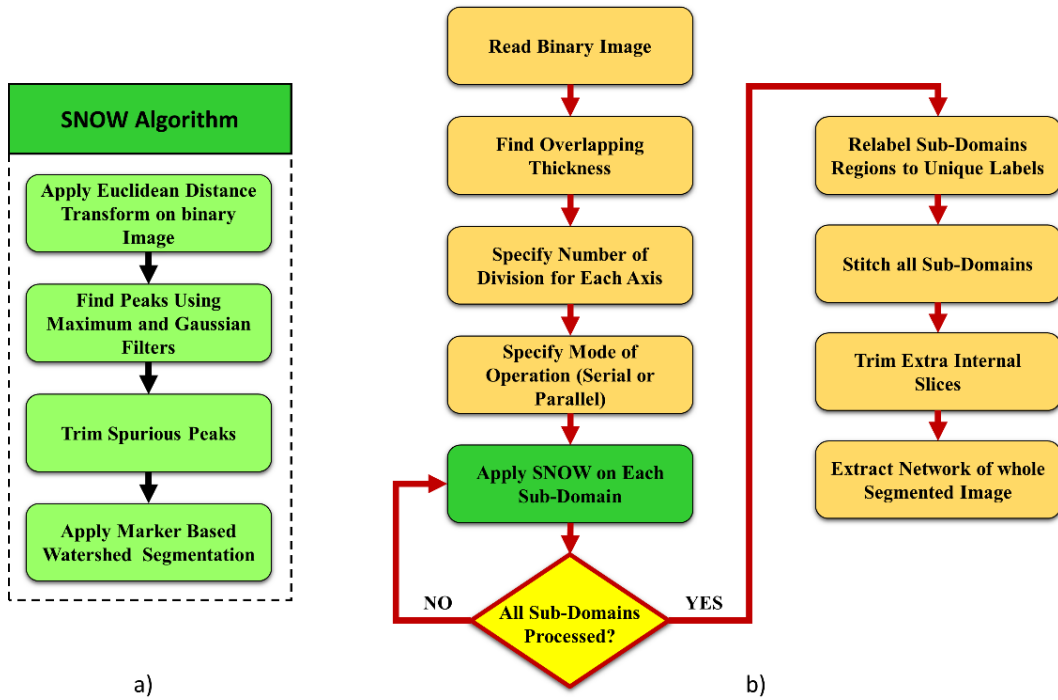 SNOW Algorithm
Apply Euclidean Distance
Transform on binary
Image
Find Peaks Using
Maximum and Gaussian
Filters
Trim Spurious Peaks
Apply Marker Based
Watershed Segmentation
a)
Read Binary Image
Find Overlapping
Thickness
Specify Number of
Division for Each Axis
Specify Mode of
Operation (Serial or
Parallel)
Apply SNOW on Each
Sub-Domain
All Sub-Domains
Processed?
NO
YES
Relabel Sub-Domains
Regions to Unique Labels
Stitch all Sub-Domains
Trim Extra Internal
Slices
Extract Network of whole
Segmented Image
b)